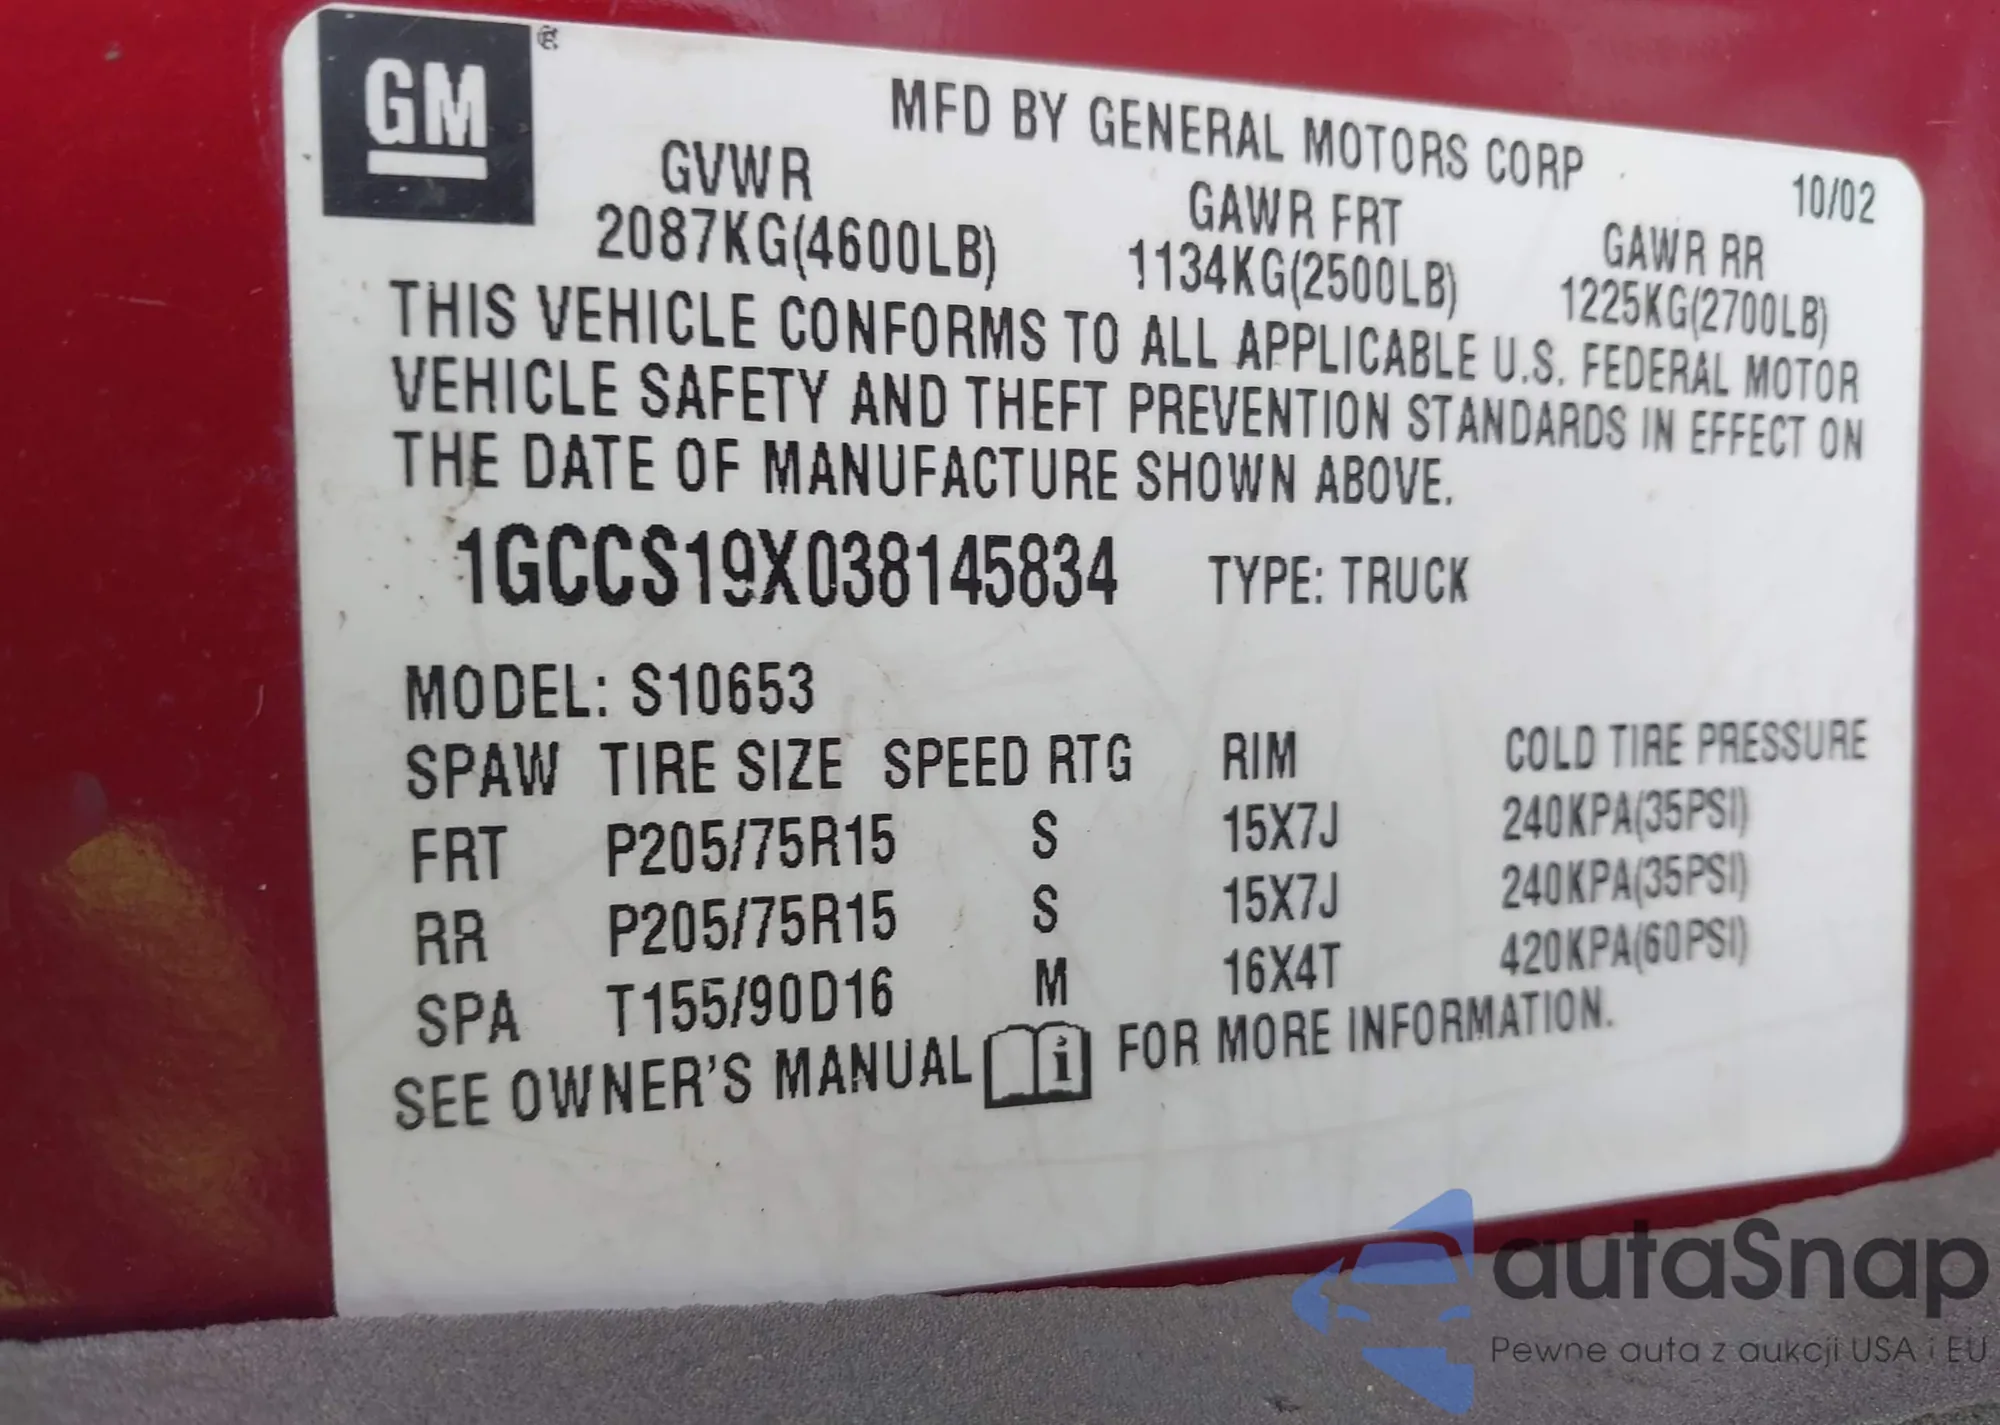 GM®
MFD BY GENERAL MOTORS CORP
10/02
GVWR GAWR FRT GAWR RR
2087KG(4600LB) 1134KG(2500LB) 1225KG(2700LB)
THIS VEHICLE CONFORMS TO ALL APPLICABLE U.S. FEDERAL MOTOR
VEHICLE SAFETY AND THEFT PREVENTION STANDARDS IN EFFECT ON
THE DATE OF MANUFACTURE SHOWN ABOVE.
1GCCS19X038145834 TYPE: TRUCK
MODEL: S10653
SPAW TIRE SIZE SPEED RTG RIM COLD TIRE PRESSURE
FRT P205/75R15 S 15X7J 240KPA(35PSI)
RR P205/75R15 S 15X7J 240KPA(35PSI)
SPA T155/90D16 M 16X4T 420KPA(60PSI)
SEE OWNER'S MANUAL i FOR MORE INFORMATION.
autaSnap
Pewne auta z aukcji USA i EU